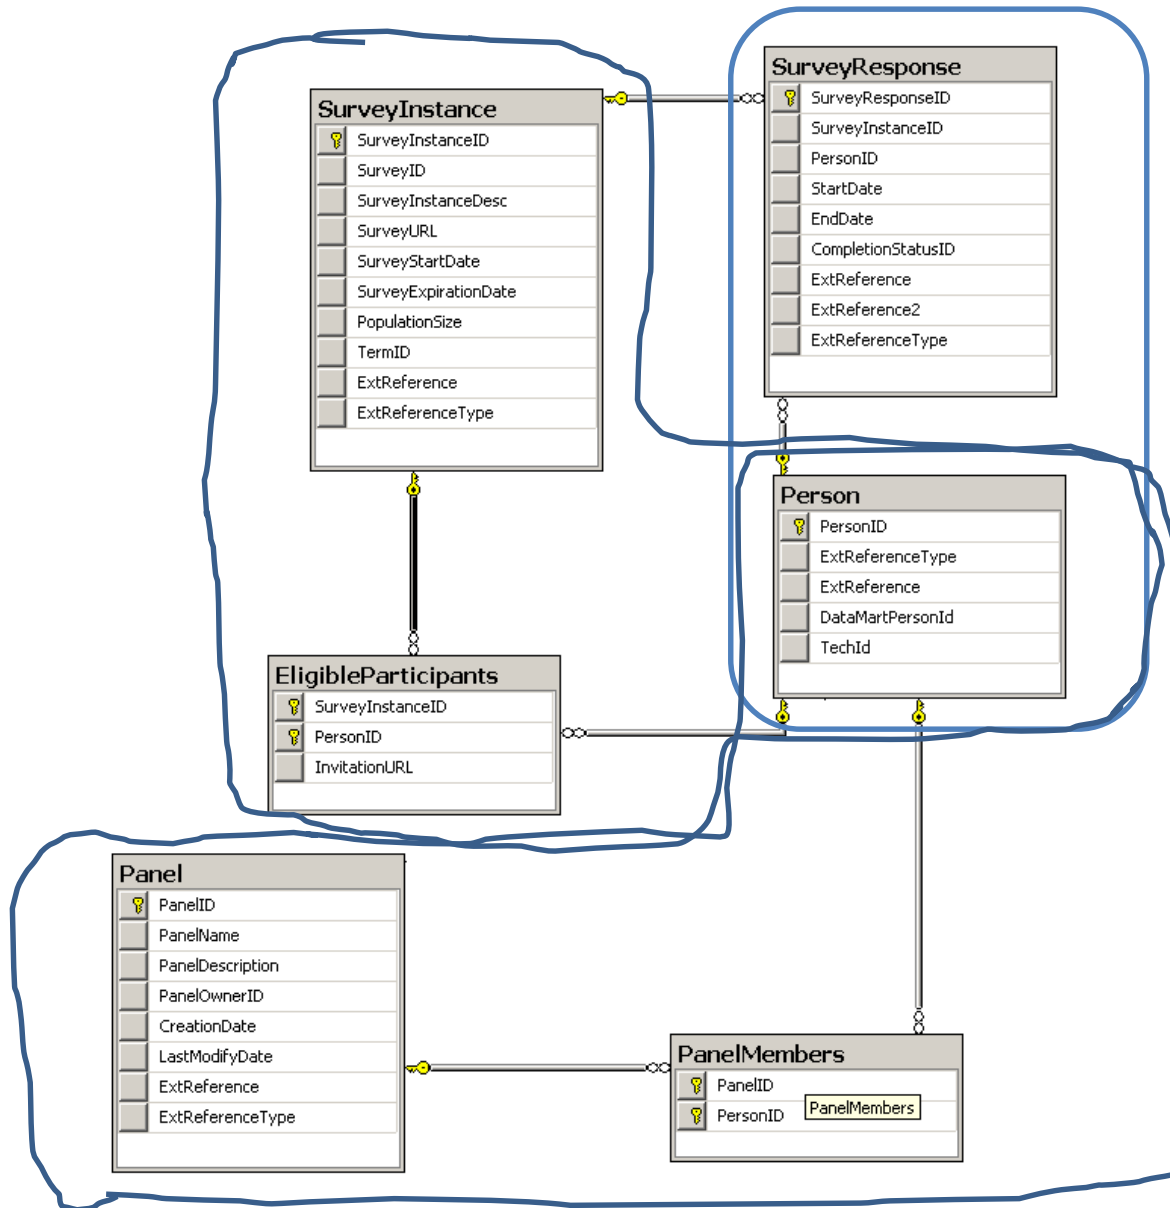 SurveyInstance
SurveyInstanceID
SurveyID
SurveyInstanceDesc
SurveyURL
SurveyStartDate
SurveyExpirationDate
PopulationSize
TermID
ExtReference
ExtReferenceType
SurveyResponse
SurveyResponseID
SurveyInstanceID
PersonID
StartDate
EndDate
CompletionStatusID
ExtReference
ExtReference2
ExtReferenceType
Person
PersonID
ExtReferenceType
ExtReference
DataMartPersonId
TechId
EligibleParticipants
SurveyInstanceID
PersonID
InvitationURL
Panel
PanelID
PanelName
PanelDescription
PanelOwnerID
CreationDate
LastModifyDate
ExtReference
ExtReferenceType
PanelMembers
PanelID
PersonID
PanelMembers